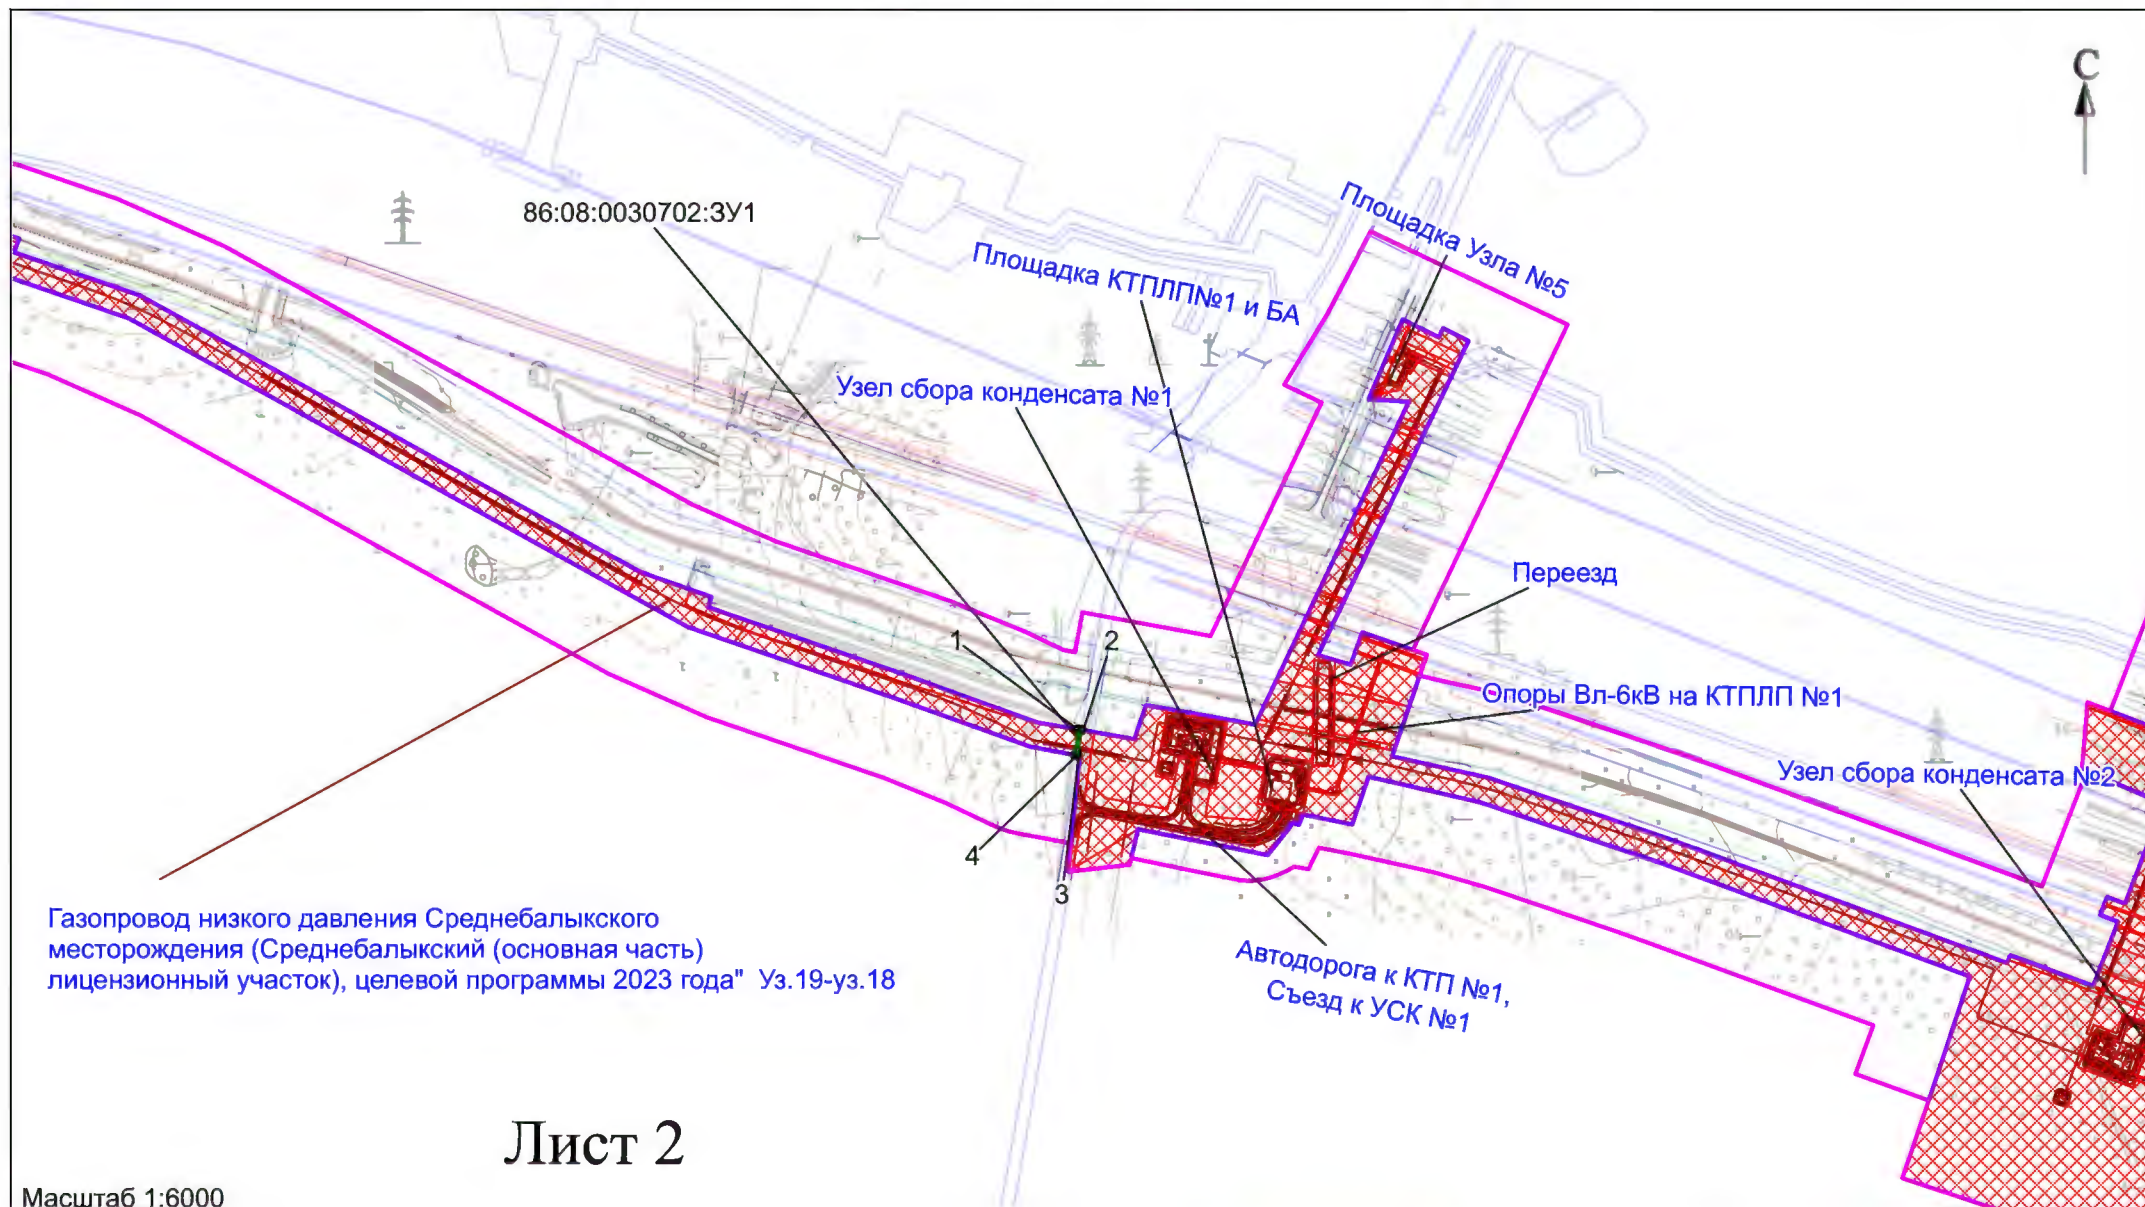 С
86:08:0030702:ЗУ1
Площадка Узла №5
Площадка КТПЛП№1 и БА
Узел сбора конденсата №1
Переезд
1
2
Опоры Вл-6кВ на КТПЛП №1
Узел сбора конденсата №2
4
3
Газопровод низкого давления Среднебалыкского
месторождения (Среднебалыкский (основная часть)
лицензионный участок), целевой программы 2023 года" Уз.19-уз.18
Автодорога к КТП №1,
Съезд к УСК №1
Лист 2
Масштаб 1:6000